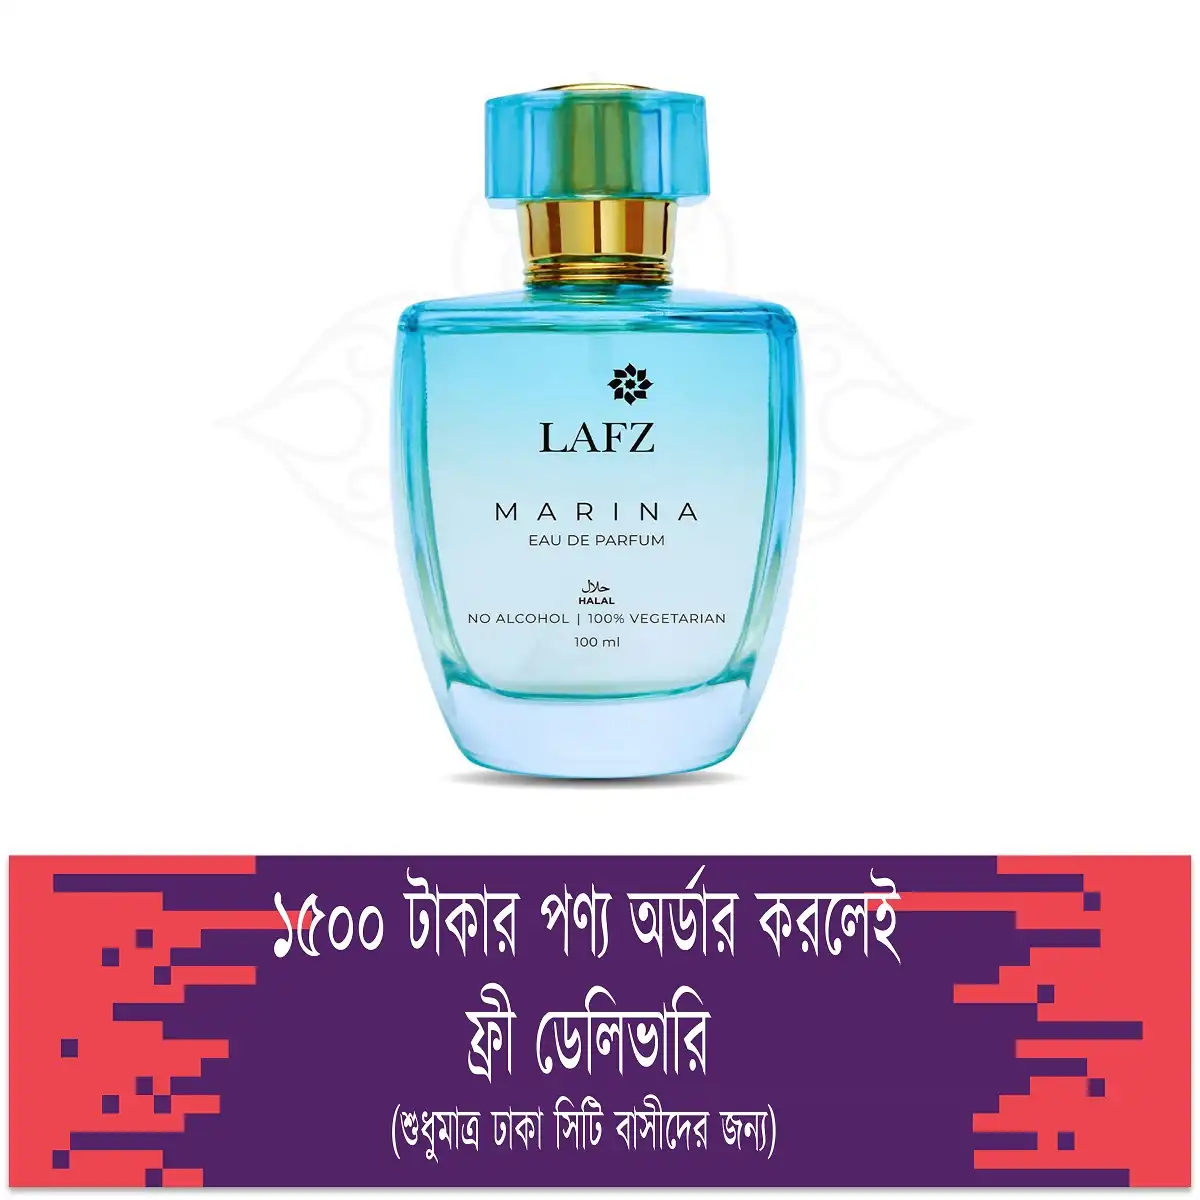 LAFZ
MARINA
EAU DE PARFUM
حلال
HALAL
NO ALCOHOL | 100% VEGETARIAN
100 ml
১৫০০ টাকার পণ্য অর্ডার করলেই
ফ্রী ডেলিভারি
(শুধুমাত্র ঢাকা সিটি বাসীদের জন্য)